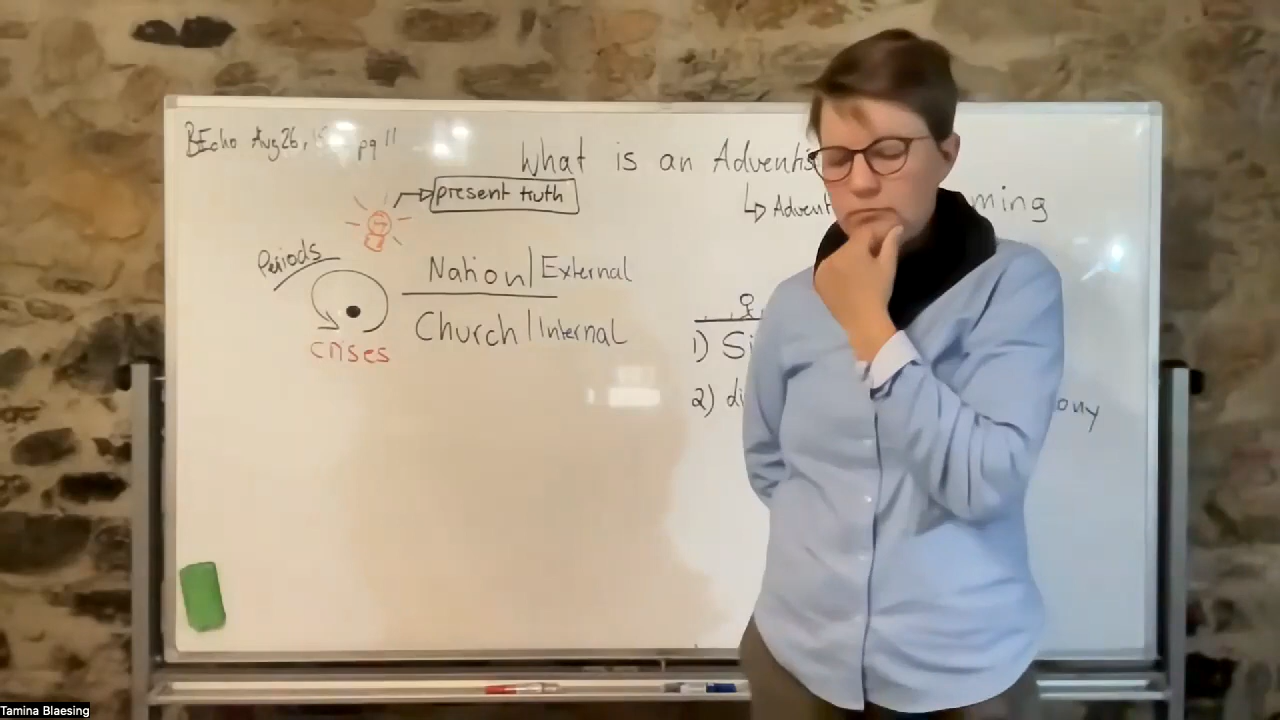 BEcho Aug 26, pg 11
What is an Adventis
present truth
Advent ming
Periods
Nation | External
crises
Church | Internal
1) Si
2) di ony
Tamina Blaesing